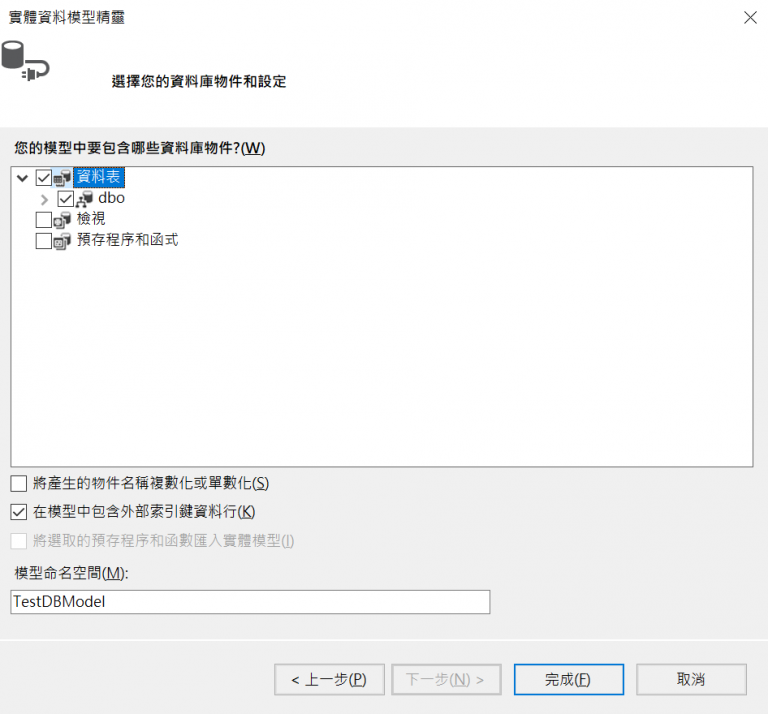 實體資料模型精靈
選擇您的資料庫物件和設定
您的模型中要包含哪些資料庫物件?(W)
資料表
dbo
檢視
預存程序和函式
將產生的物件名稱複數化或單數化(S)
在模型中包含外部索引鍵資料行(K)
將選取的預存程序和函數匯入實體模型(I)
模型命名空間(M):
TestDBModel
< 上一步(P) 下一步(N) > 完成(F) 取消